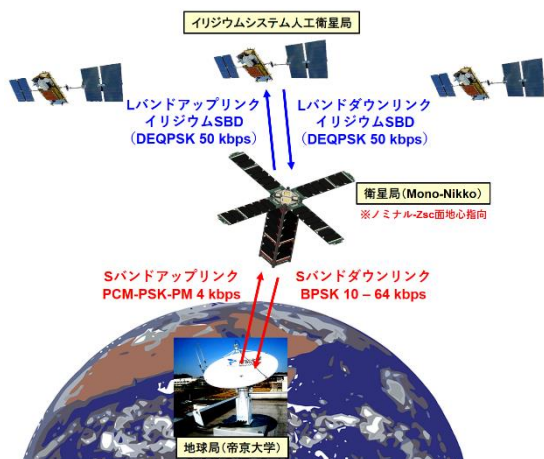 イリジウムシステム人工衛星局
Lバンドアップリンク
イリジウムSBD
(DEQPSK 50 kbps)
Lバンドダウンリンク
イリジウムSBD
(DEQPSK 50 kbps)
衛星局(Mono-Nikko)
※ノミナル-Zsc面地心指向
Sバンドアップリンク
PCM-PSK-PM 4 kbps
Sバンドダウンリンク
BPSK 10 – 64 kbps
地球局(帝京大学)